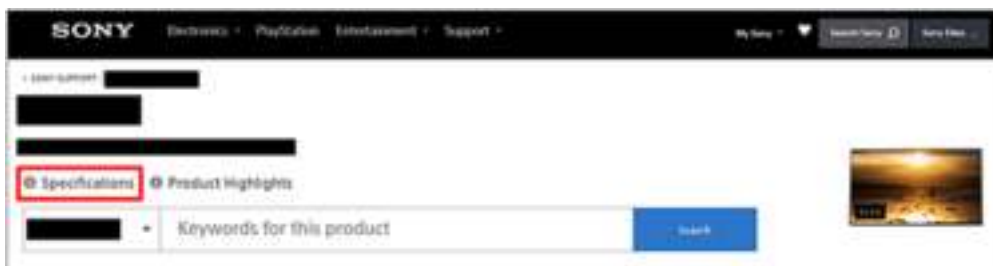 SONY Electronics PlayStation Entertainment Support My Sony Search Sony
Specifications Product Highlights
Keywords for this product Search